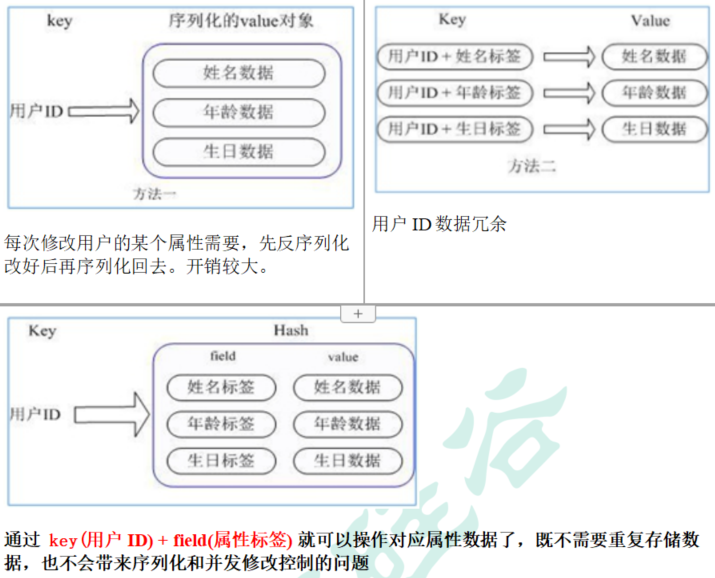 key 序列化的value对象
姓名数据
用户ID 年龄数据
生日数据
方法一
每次修改用户的某个属性需要，先反序列化
改好后再序列化回去。开销较大。
Key Value
用户ID + 姓名标签 姓名数据
用户ID + 年龄标签 年龄数据
用户ID + 生日标签 生日数据
方法二
用户 ID 数据冗余
+
Key Hash
field value
姓名标签 姓名数据
用户ID 年龄标签 年龄数据
生日标签 生日数据
通过 key(用户 ID) + field(属性标签) 就可以操作对应属性数据了，既不需要重复存储数
据，也不会带来序列化和并发修改控制的问题